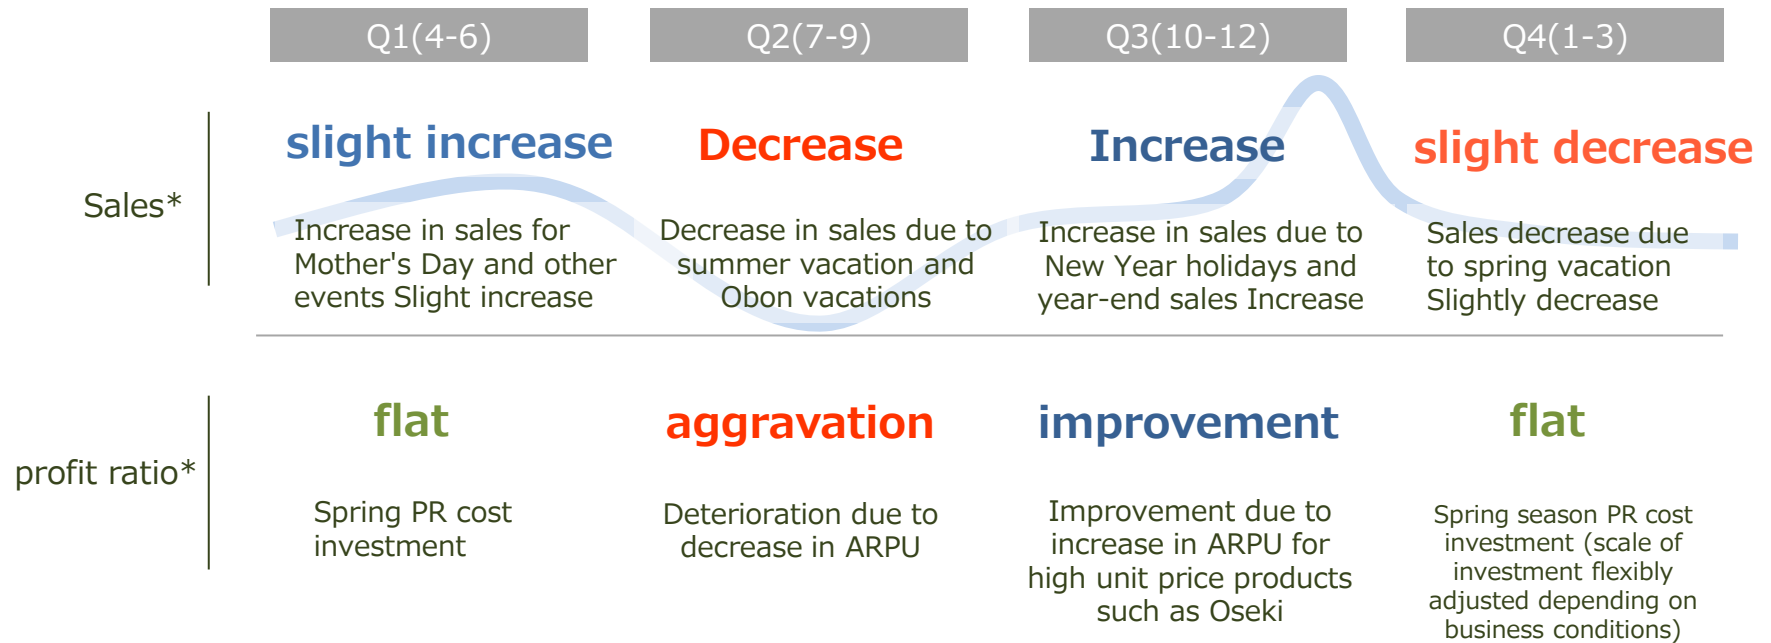 Q1(4-6)
Q2(7-9)
Q3(10-12)
Q4(1-3)
Sales*
slight increase
Increase in sales for
Mother's Day and other
events Slight increase
Decrease
Decrease in sales due to
summer vacation and
Obon vacations
Increase
Increase in sales due to
New Year holidays and
year-end sales Increase
slight decrease
Sales decrease due
to spring vacation
Slightly decrease
profit ratio*
flat
Spring PR cost
investment
aggravation
Deterioration due to
decrease in ARPU
improvement
Improvement due to
increase in ARPU for
high unit price products
such as Oseki
flat
Spring season PR cost
investment (scale of
investment flexibly
adjusted depending on
business conditions)